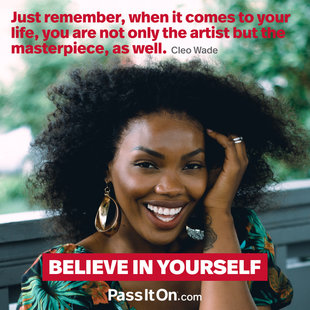 Just remember, when it comes to your
life, you are not only the artist but the
masterpiece, as well. Cleo Wade
BELIEVE IN YOURSELF
PassItOn.com